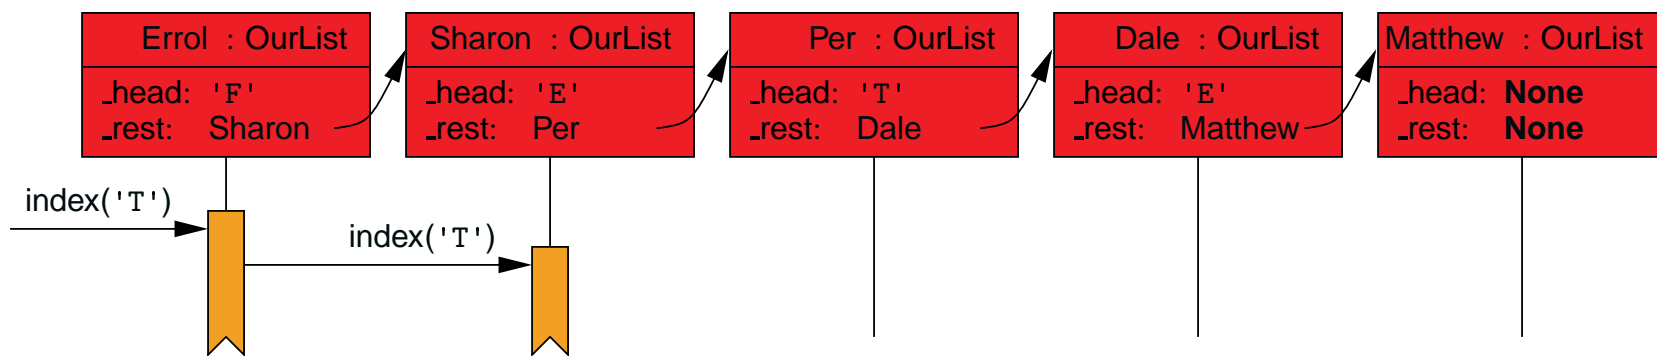 Errol : OurList
_head: 'F'
_rest: Sharon
Sharon : OurList
_head: 'E'
_rest: Per
Per : OurList
_head: 'T'
_rest: Dale
Dale : OurList
_head: 'E'
_rest: Matthew
Matthew : OurList
_head: None
_rest: None
index('T')
index('T')